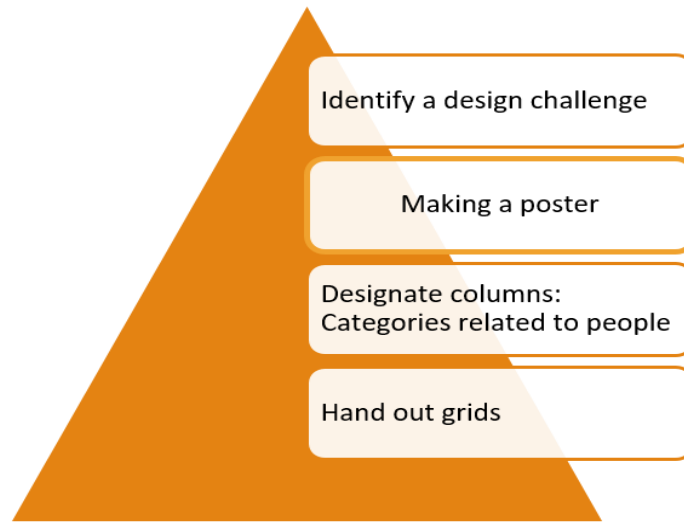 Identify a design challenge
Making a poster
Designate columns:
Categories related to people
Hand out grids